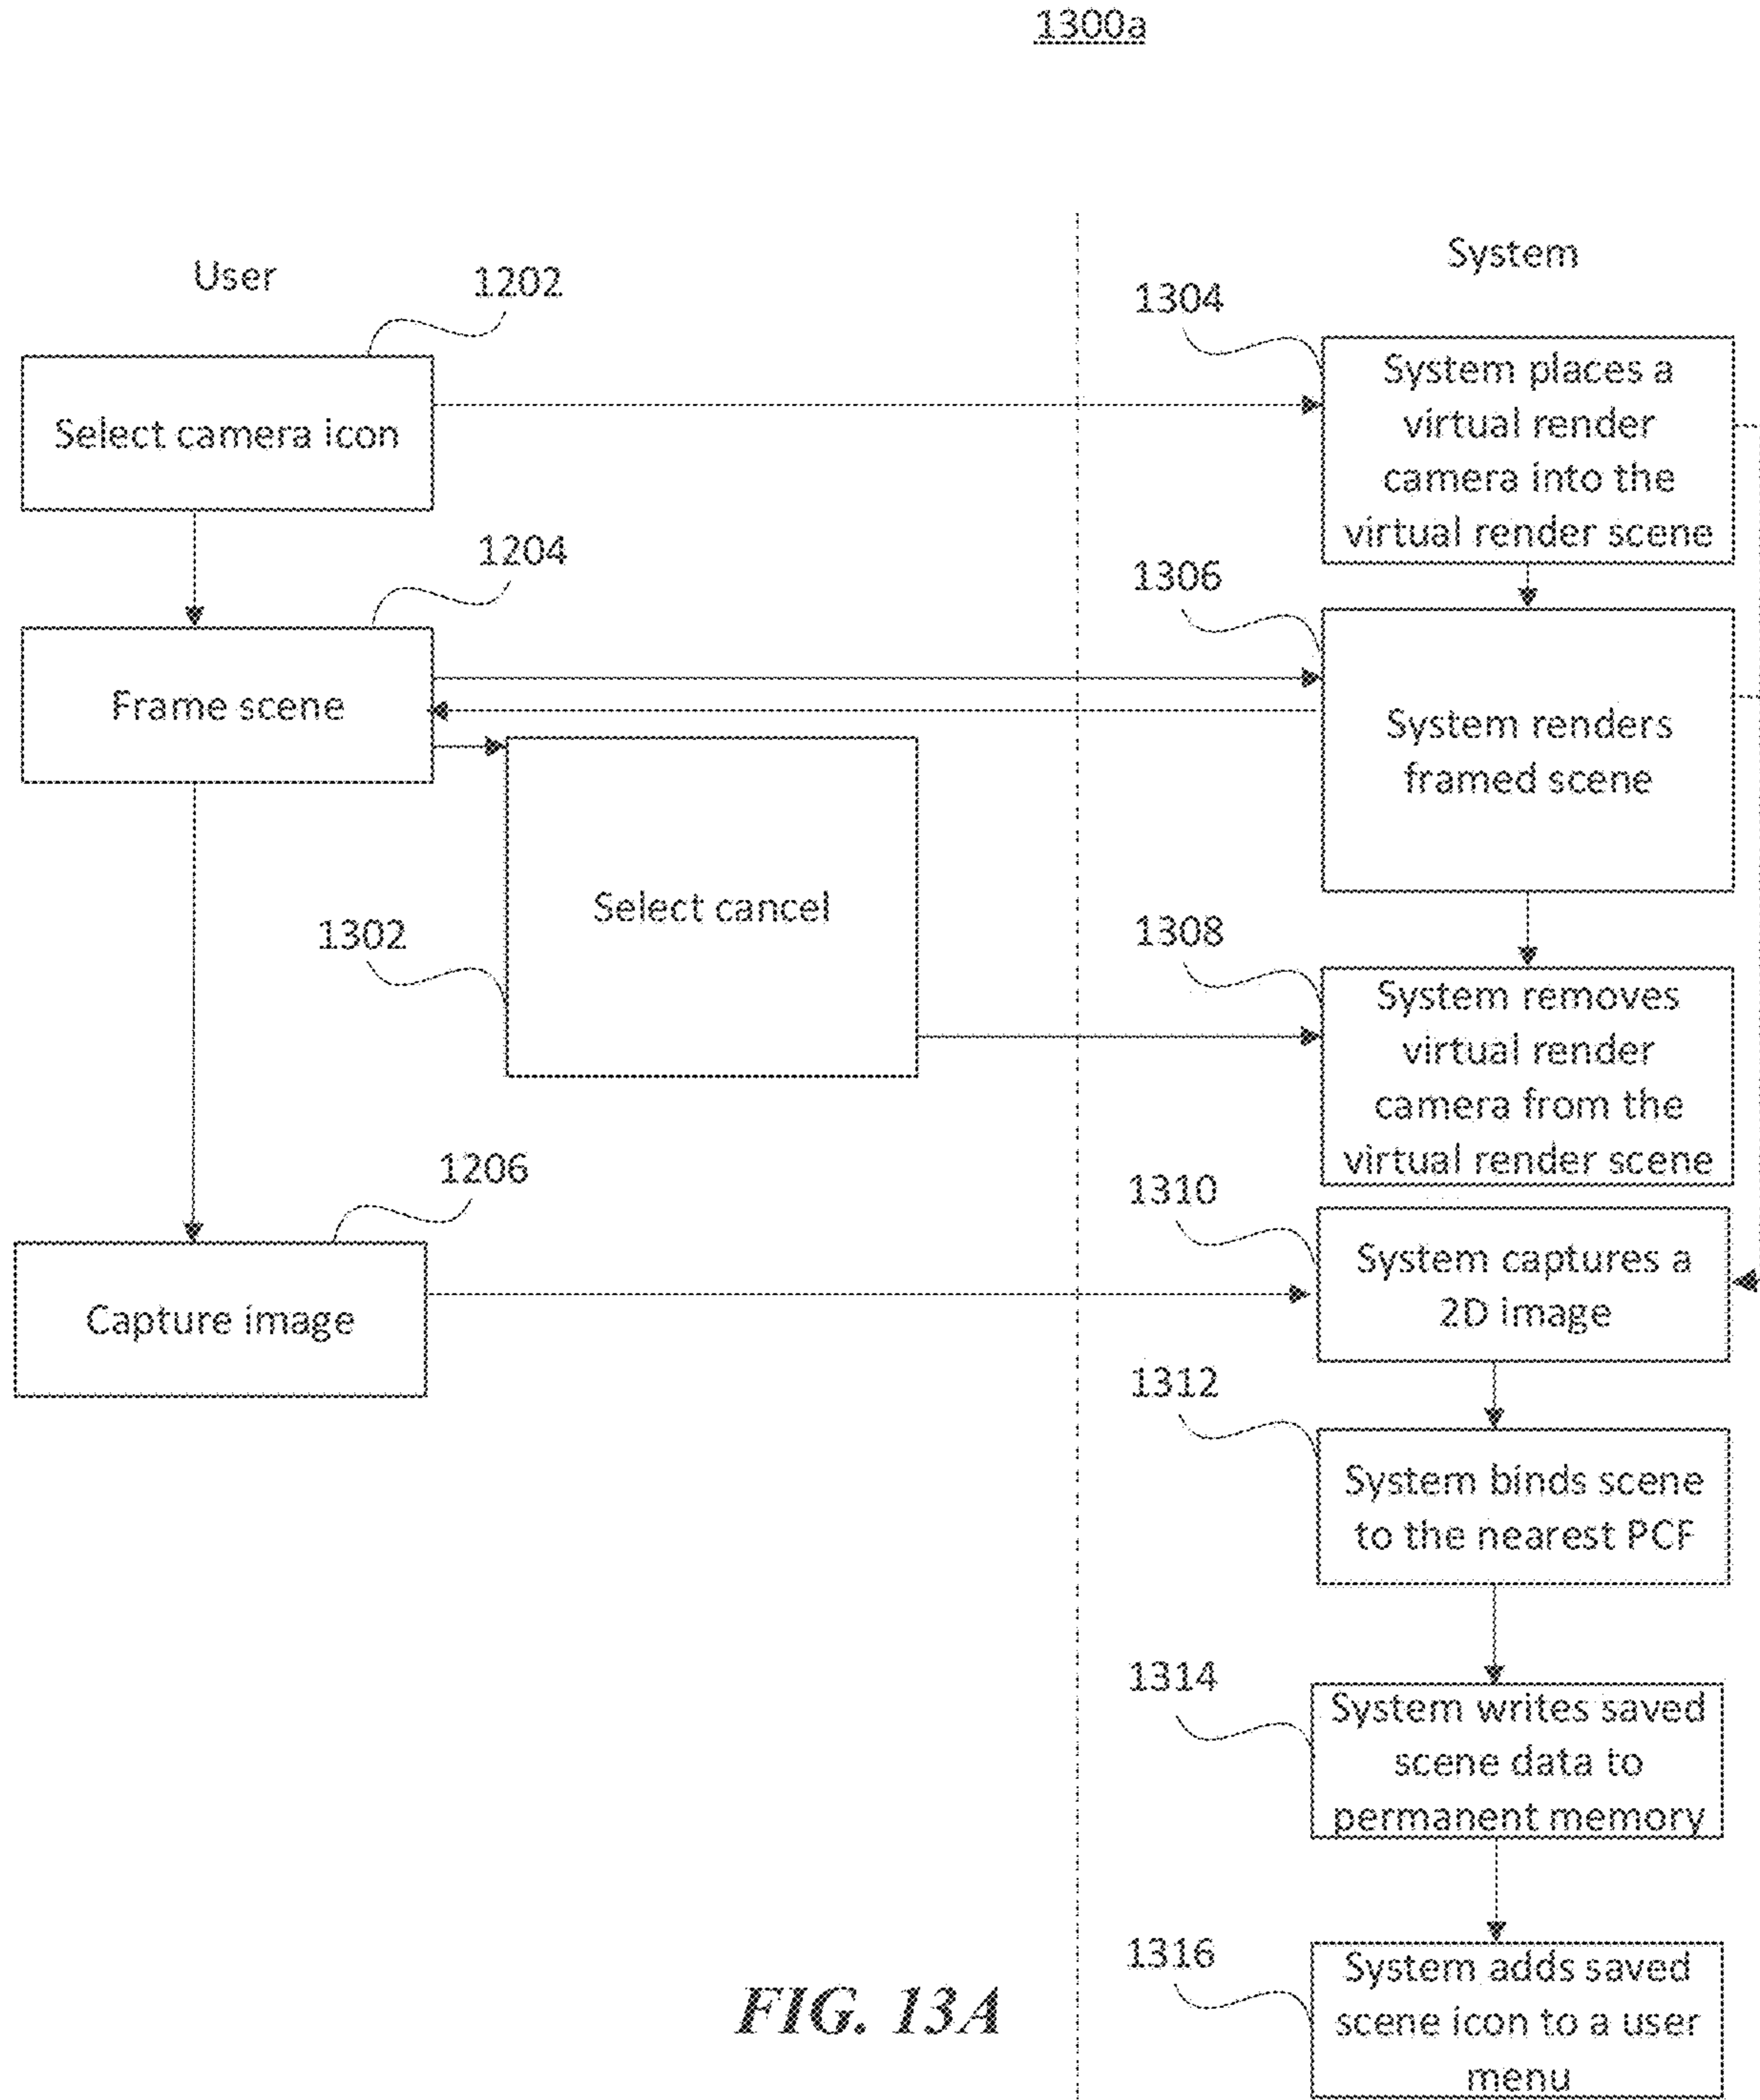 1300a
User
System
1202
1304
Select camera icon
System places a
virtual render
camera into the
virtual render scene
1204
1306
Frame scene
System renders
framed scene
1302
Select cancel
1308
System removes
virtual render
camera from the
virtual render scene
1206
1310
Capture image
System captures a
2D image
1312
System binds scene
to the nearest PCF
1314
System writes saved
scene data to
permanent memory
1316
System adds saved
scene icon to a user
menu
FIG. 13A